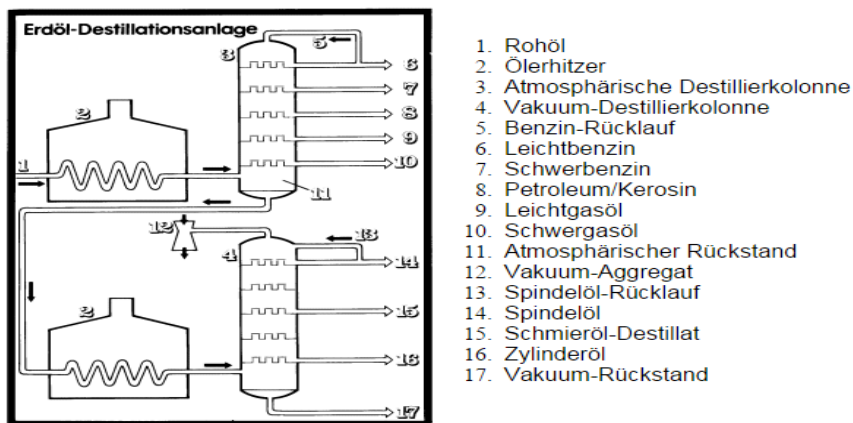 Erdöl-Destillationsanlage
5
3
6
2
7
8
1
9
10
11
12
13
4
14
2
15
16
17
1. Rohöl
2. Ölerhitzer
3. Atmosphärische Destillierkolonne
4. Vakuum-Destillierkolonne
5. Benzin-Rücklauf
6. Leichtbenzin
7. Schwerbenzin
8. Petroleum/Kerosin
9. Leichtgasöl
10. Schwergasöl
11. Atmosphärischer Rückstand
12. Vakuum-Aggregat
13. Spindelöl-Rücklauf
14. Spindelöl
15. Schmieröl-Destillat
16. Zylinderöl
17. Vakuum-Rückstand